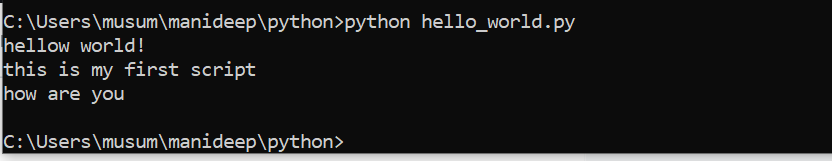 C:\Users\musum\manideep\python>python hello_world.py
hellow world!
this is my first script
how are you
C:\Users\musum\manideep\python>